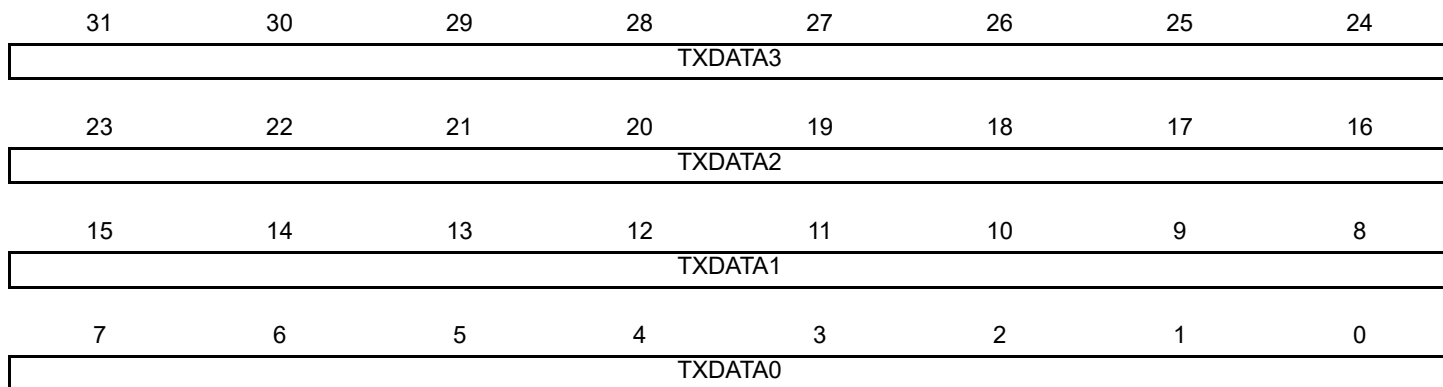 31 30 29 28 27 26 25 24
TXDATA3
23 22 21 20 19 18 17 16
TXDATA2
15 14 13 12 11 10 9 8
TXDATA1
7 6 5 4 3 2 1 0
TXDATA0